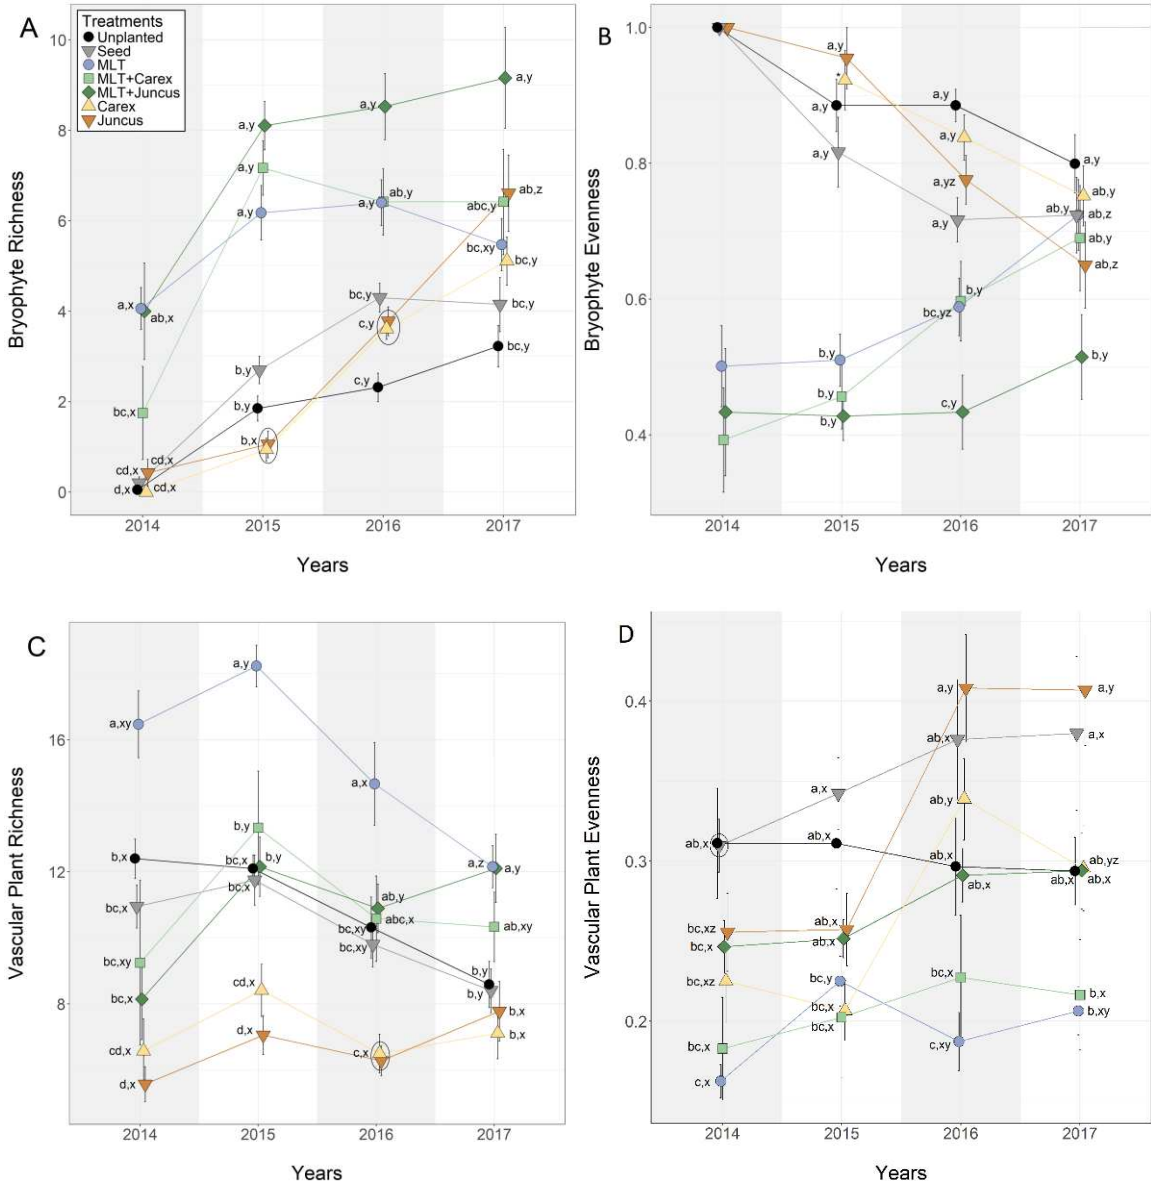 A
Treatments
Unplanted
Seed
MLT
MLT+Carex
MLT+Juncus
Carex
Juncus
Bryophyte Richness
10
8
6
4
2
0
a,x
ab,x
bc,x
cd,x
cd,x
d,x
cd,x
a,y
a,y
a,y
b,y
b,y
b,x
a,y
ab,y
a,y
bc,y
c,y
c,y
a,y
ab,z
abc,y
bc,xy
bc,y
bc,y
bc,y
2014 2015 2016 2017
Years
B
Bryophyte Evenness
1.0
0.8
0.6
0.4
a,y
*
a,y
a,y
b,y
b,y
b,y
a,y
a,y
a,yz
a,y
b,y
bc,yz
c,y
a,y
ab,y
ab,y
ab,z
ab,y
ab,z
b,y
2014 2015 2016 2017
Years
C
Vascular Plant Richness
16
12
8
a,xy
b,x
bc,x
bc,xy
bc,x
cd,x
d,x
a,y
b,y
bc,x
b,y
bc,x
cd,x
d,x
a,x
ab,y
abc,x
bc,xy
bc,xy
c,x
a,z
a,y
ab,xy
b,y
b,y
b,x
b,x
2014 2015 2016 2017
Years
D
Vascular Plant Evenness
0.4
0.3
0.2
ab,x
bc,xz
bc,x
bc,xz
bc,x
c,x
a,x
ab,x
ab,x
ab,x
bc,y
bc,x
bc,x
a,y
ab,x
ab,y
ab,x
ab,x
bc,x
c,xy
a,y
a,x
ab,yz
ab,x
ab,x
b,x
b,xy
2014 2015 2016 2017
Years